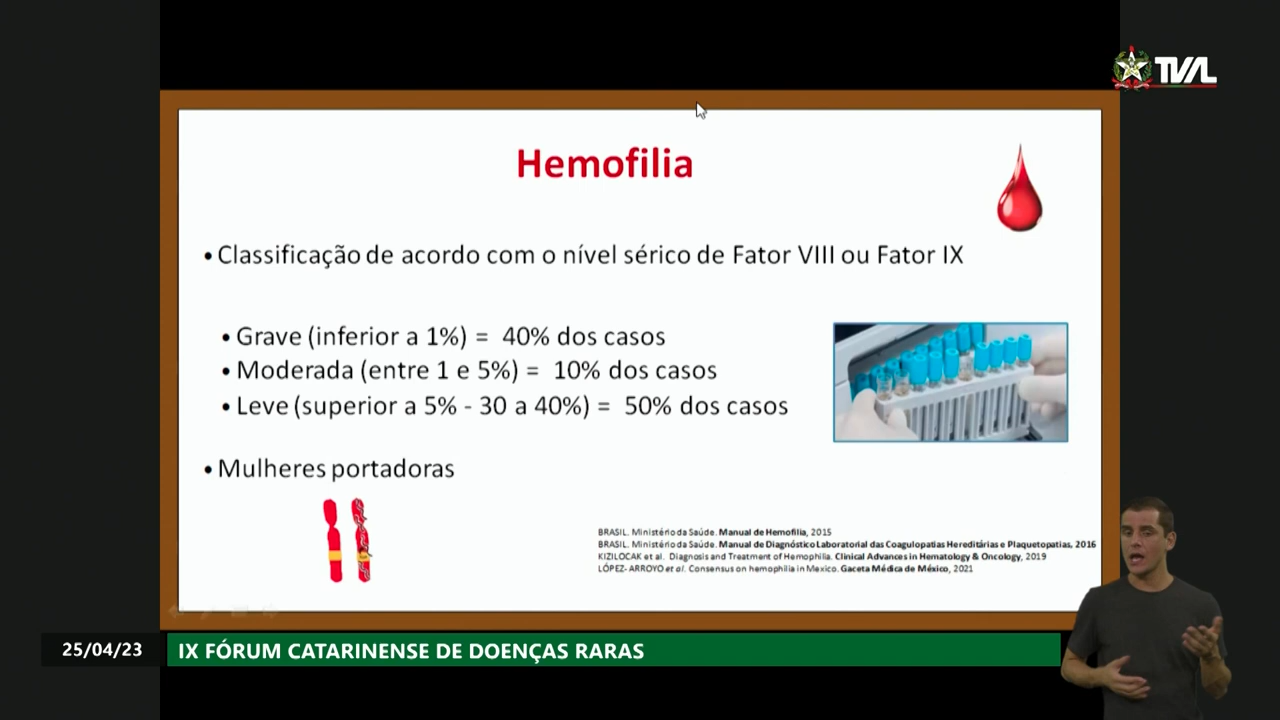 TVAL
Hemofilia
• Classificação de acordo com o nível sérico de Fator VIII ou Fator IX
• Grave (inferior a 1%) = 40% dos casos
• Moderada (entre 1 e 5%) = 10% dos casos
• Leve (superior a 5% - 30 a 40%) = 50% dos casos
• Mulheres portadoras
BRASIL. Ministério da Saúde. Manual de Hemofilia, 2015
BRASIL. Ministério da Saúde. Manual de Diagnóstico Laboratorial das Coagulopatias Hereditárias e Plaquetopatias, 2016
KIZILOCAK et al. Diagnosis and Treatment of Hemophilia. Clinical Advances in Hematology & Oncology, 2019
LÓPEZ- ARROYO et al. Consensus on hemophilia in Mexico. Gaceta Médica de México, 2021
25/04/23
IX FÓRUM CATARINENSE DE DOENÇAS RARAS